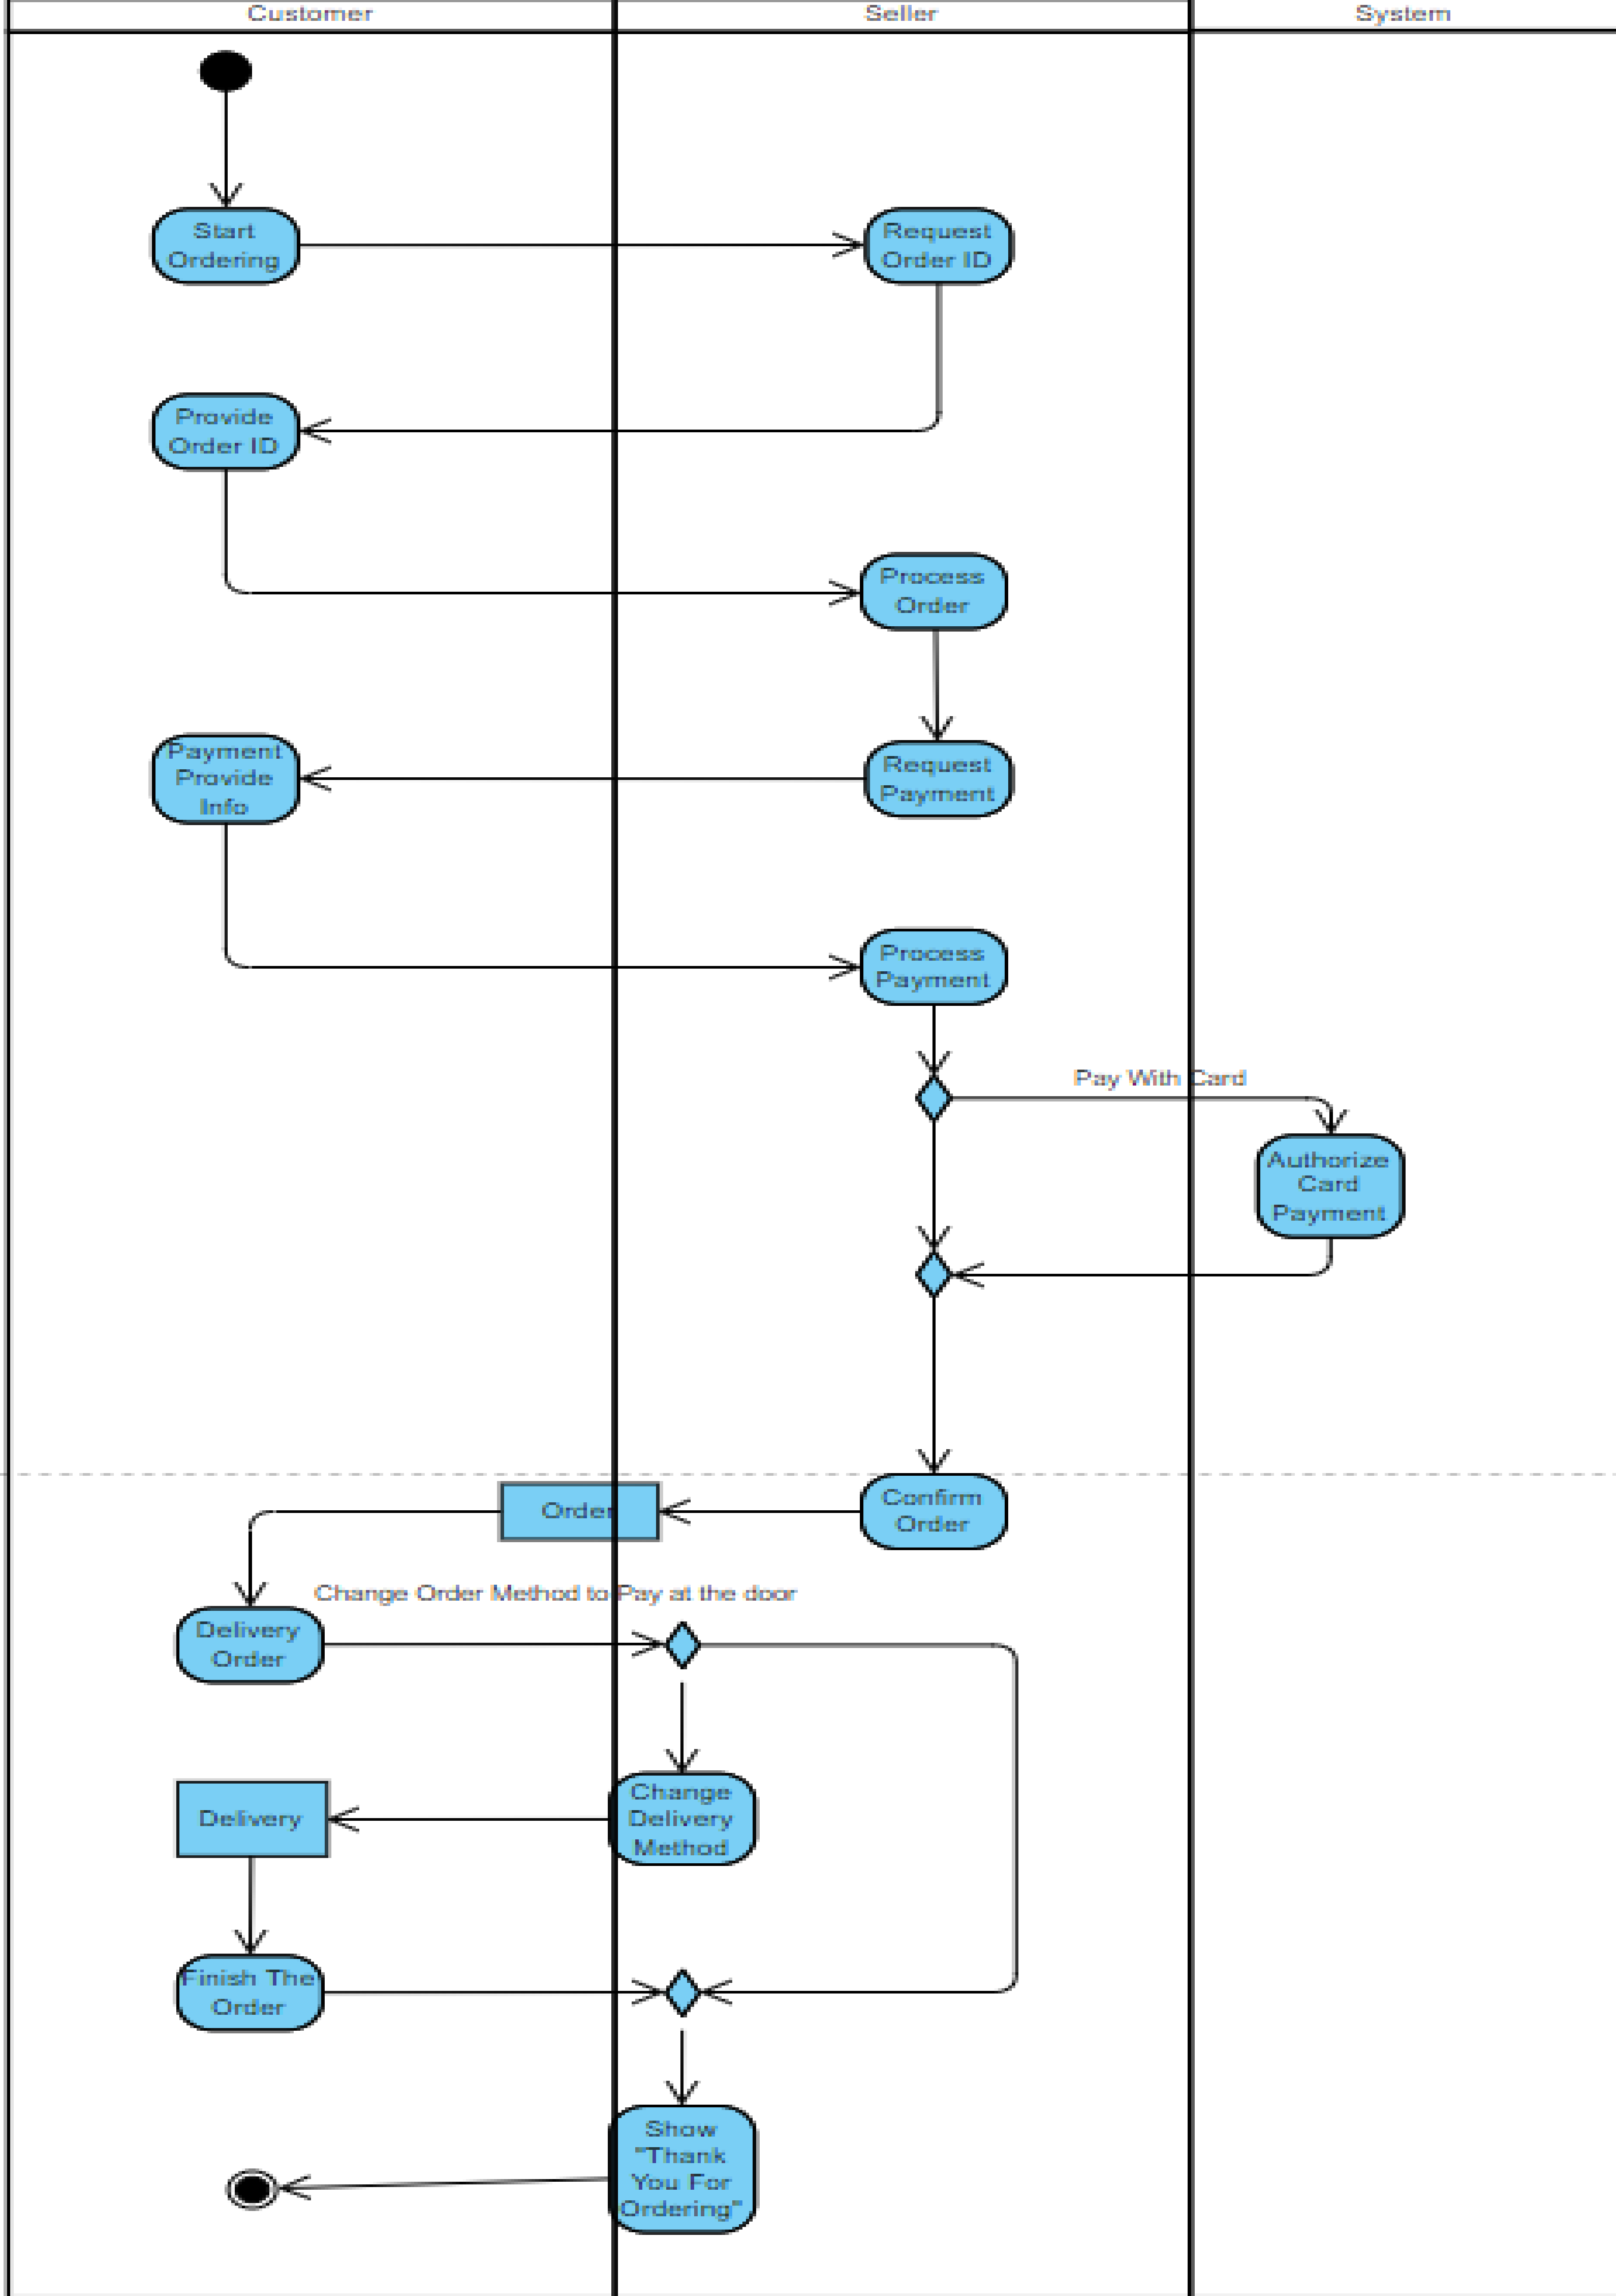 Customer
Seller
System
Start
Ordering
Request
Order ID
Provide
Order ID
Process
Order
Payment
Provide
Info
Request
Payment
Process
Payment
Pay With Card
Authorize
Card
Payment
Confirm
Order
Order
Change Order Method to Pay at the door
Delivery
Order
Change
Delivery
Method
Delivery
Finish The
Order
Show
"Thank
You For
Ordering"